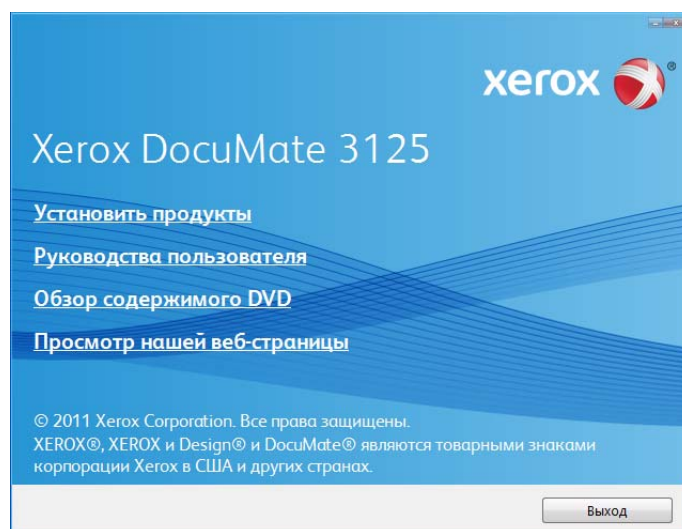 xerox ®
Xerox DocuMate 3125
Установить продукты
Руководства пользователя
Обзор содержимого DVD
Просмотр нашей веб-страницы
© 2011 Xerox Corporation. Все права защищены.
XEROX®, XEROX и Design® и DocuMate® являются товарными знаками
корпорации Xerox в США и других странах.
Выход